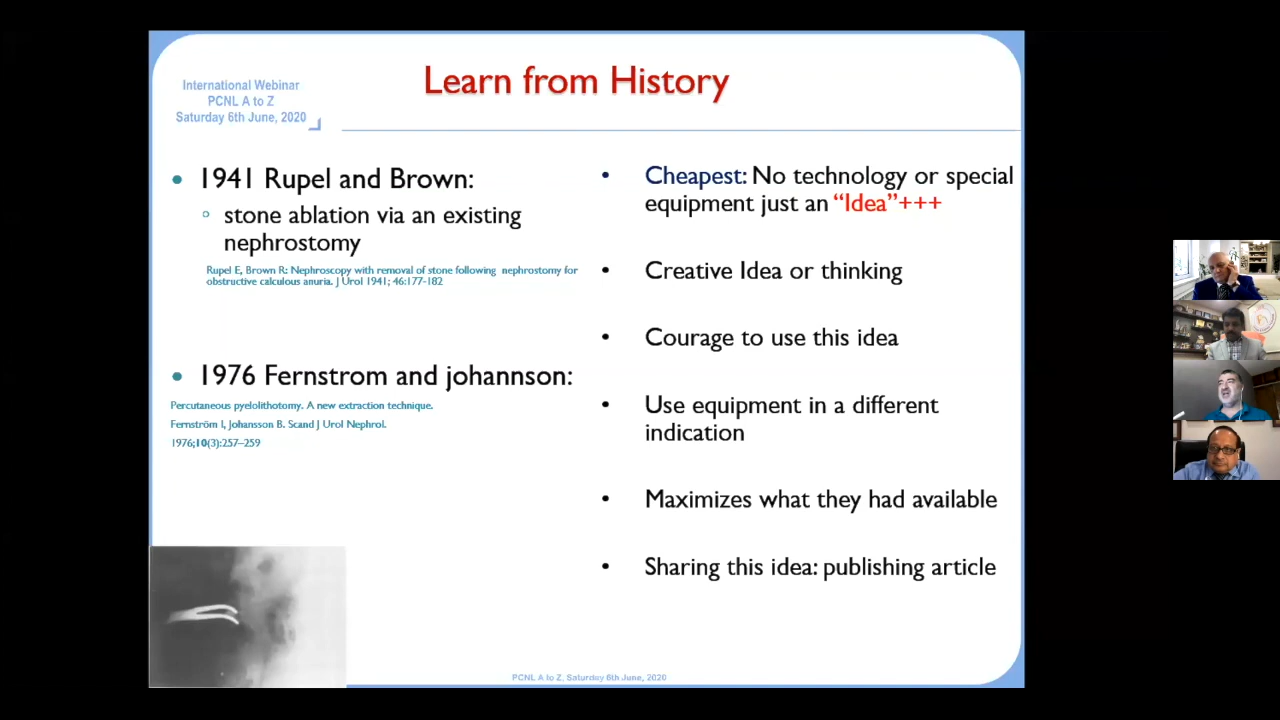 Learn from History
International Webinar
PCNL A to Z
Saturday 6th June, 2020
• 1941 Rupel and Brown:
◦ stone ablation via an existing
nephrostomy
Rupel E, Brown R: Nephroscopy with removal of stone following nephrostomy for
obstructive calculous anuria. J Urol 1941; 46:177-182
• 1976 Fernstrom and johannson:
Percutaneous pyelolithotomy. A new extraction technique.
Fernström I, Johansson B. Scand J Urol Nephrol.
1976;10(3):257–259
• Cheapest: No technology or special
equipment just an “Idea”+++
• Creative Idea or thinking
• Courage to use this idea
• Use equipment in a different
indication
• Maximizes what they had available
• Sharing this idea: publishing article
PCNL A to Z, Saturday 6th June, 2020